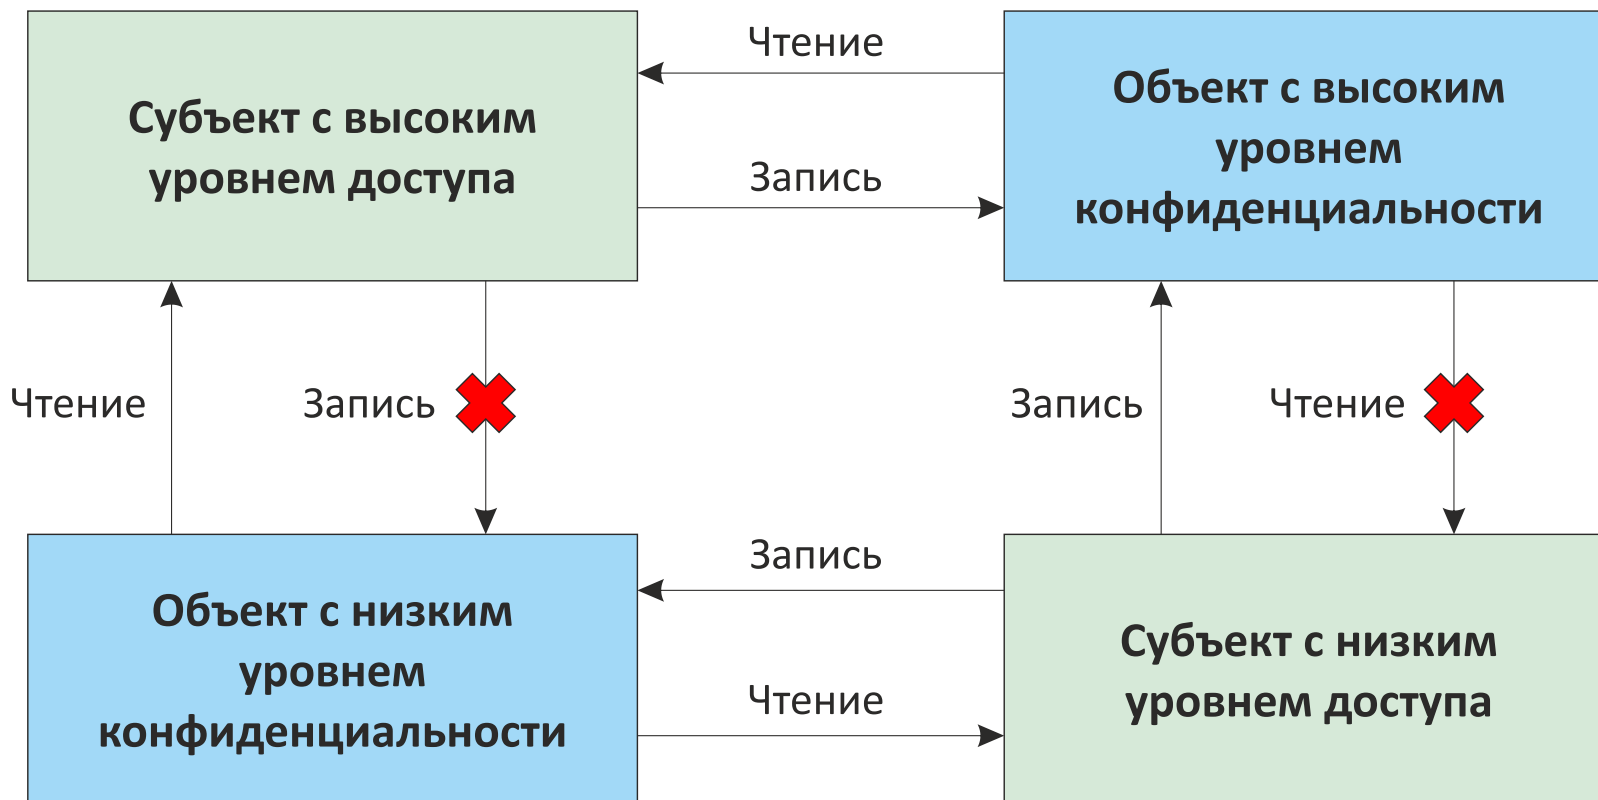 Субъект с высоким
уровнем доступа
Чтение
Запись
Объект с высоким
уровнем
конфиденциальности
Чтение
Запись
Запись
Чтение
Объект с низким
уровнем
конфиденциальности
Запись
Чтение
Субъект с низким
уровнем доступа